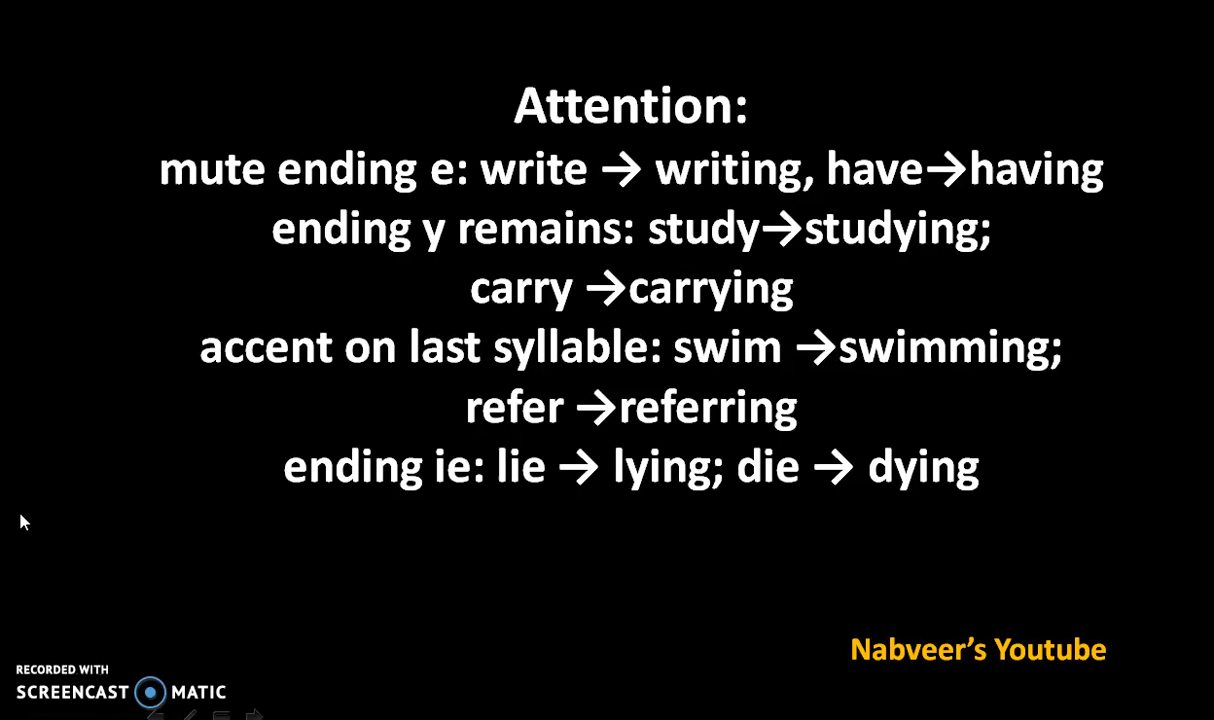 Attention:
mute ending e: write → writing, have→having
ending y remains: study→studying;
carry →carrying
accent on last syllable: swim →swimming;
refer →referring
ending ie: lie → lying; die → dying
Nabveer’s Youtube
RECORDED WITH
SCREENCAST MATIC